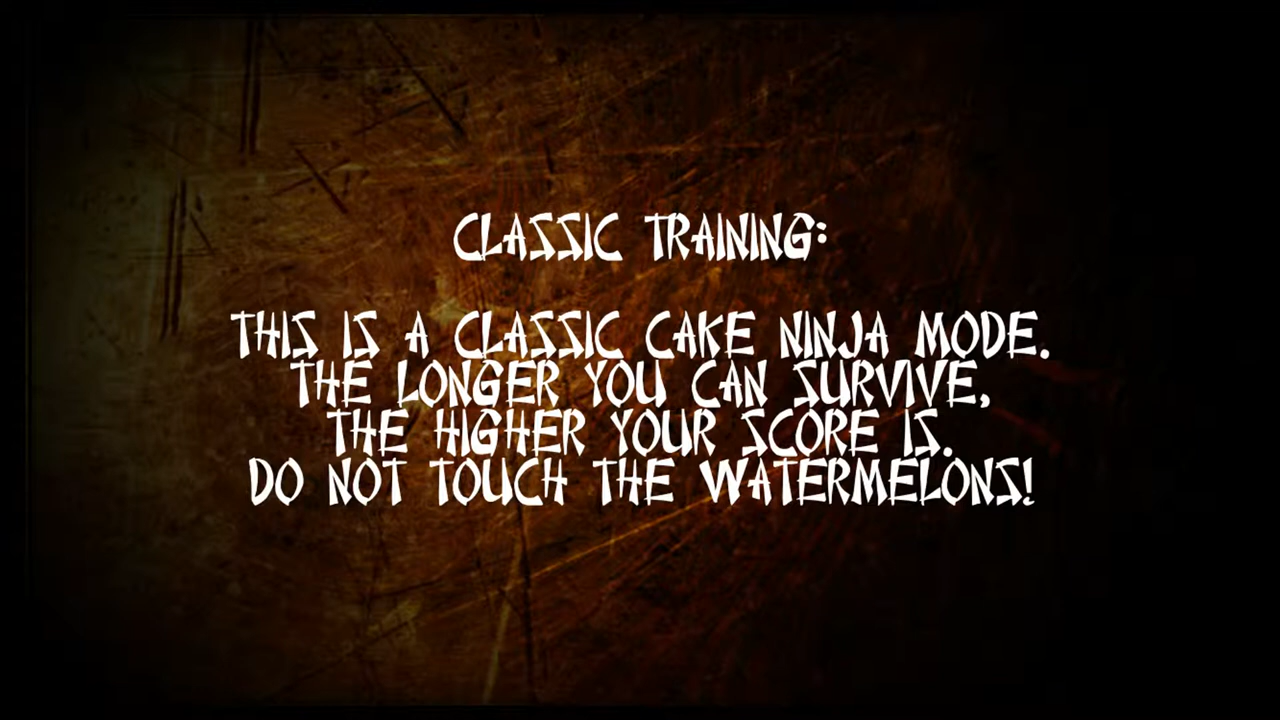 CLASSIC TRAINING:
THIS IS A CLASSIC CAKE NINJA MODE.
THE LONGER YOU CAN SURVIVE,
THE HIGHER YOUR SCORE IS.
DO NOT TOUCH THE WATERMELONS!